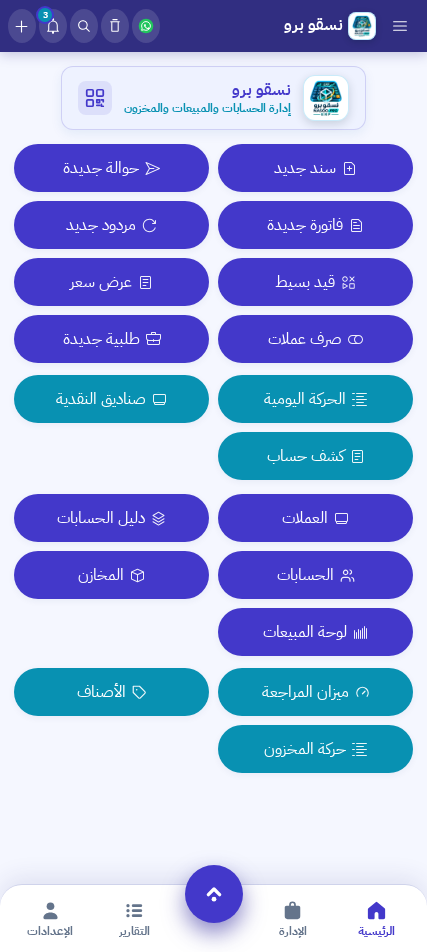 نسقو برو
3
نسقو برو
إدارة الحسابات والمبيعات والمخزون
سند جديد
حوالة جديدة
فاتورة جديدة
مردود جديد
قيد بسيط
عرض سعر
صرف عملات
طلبية جديدة
الحركة اليومية
صناديق النقدية
كشف حساب
العملات
دليل الحسابات
الحسابات
المخازن
لوحة المبيعات
ميزان المراجعة
الأصناف
حركة المخزون
الرئيسية
الإدارة
التقارير
الإعدادات